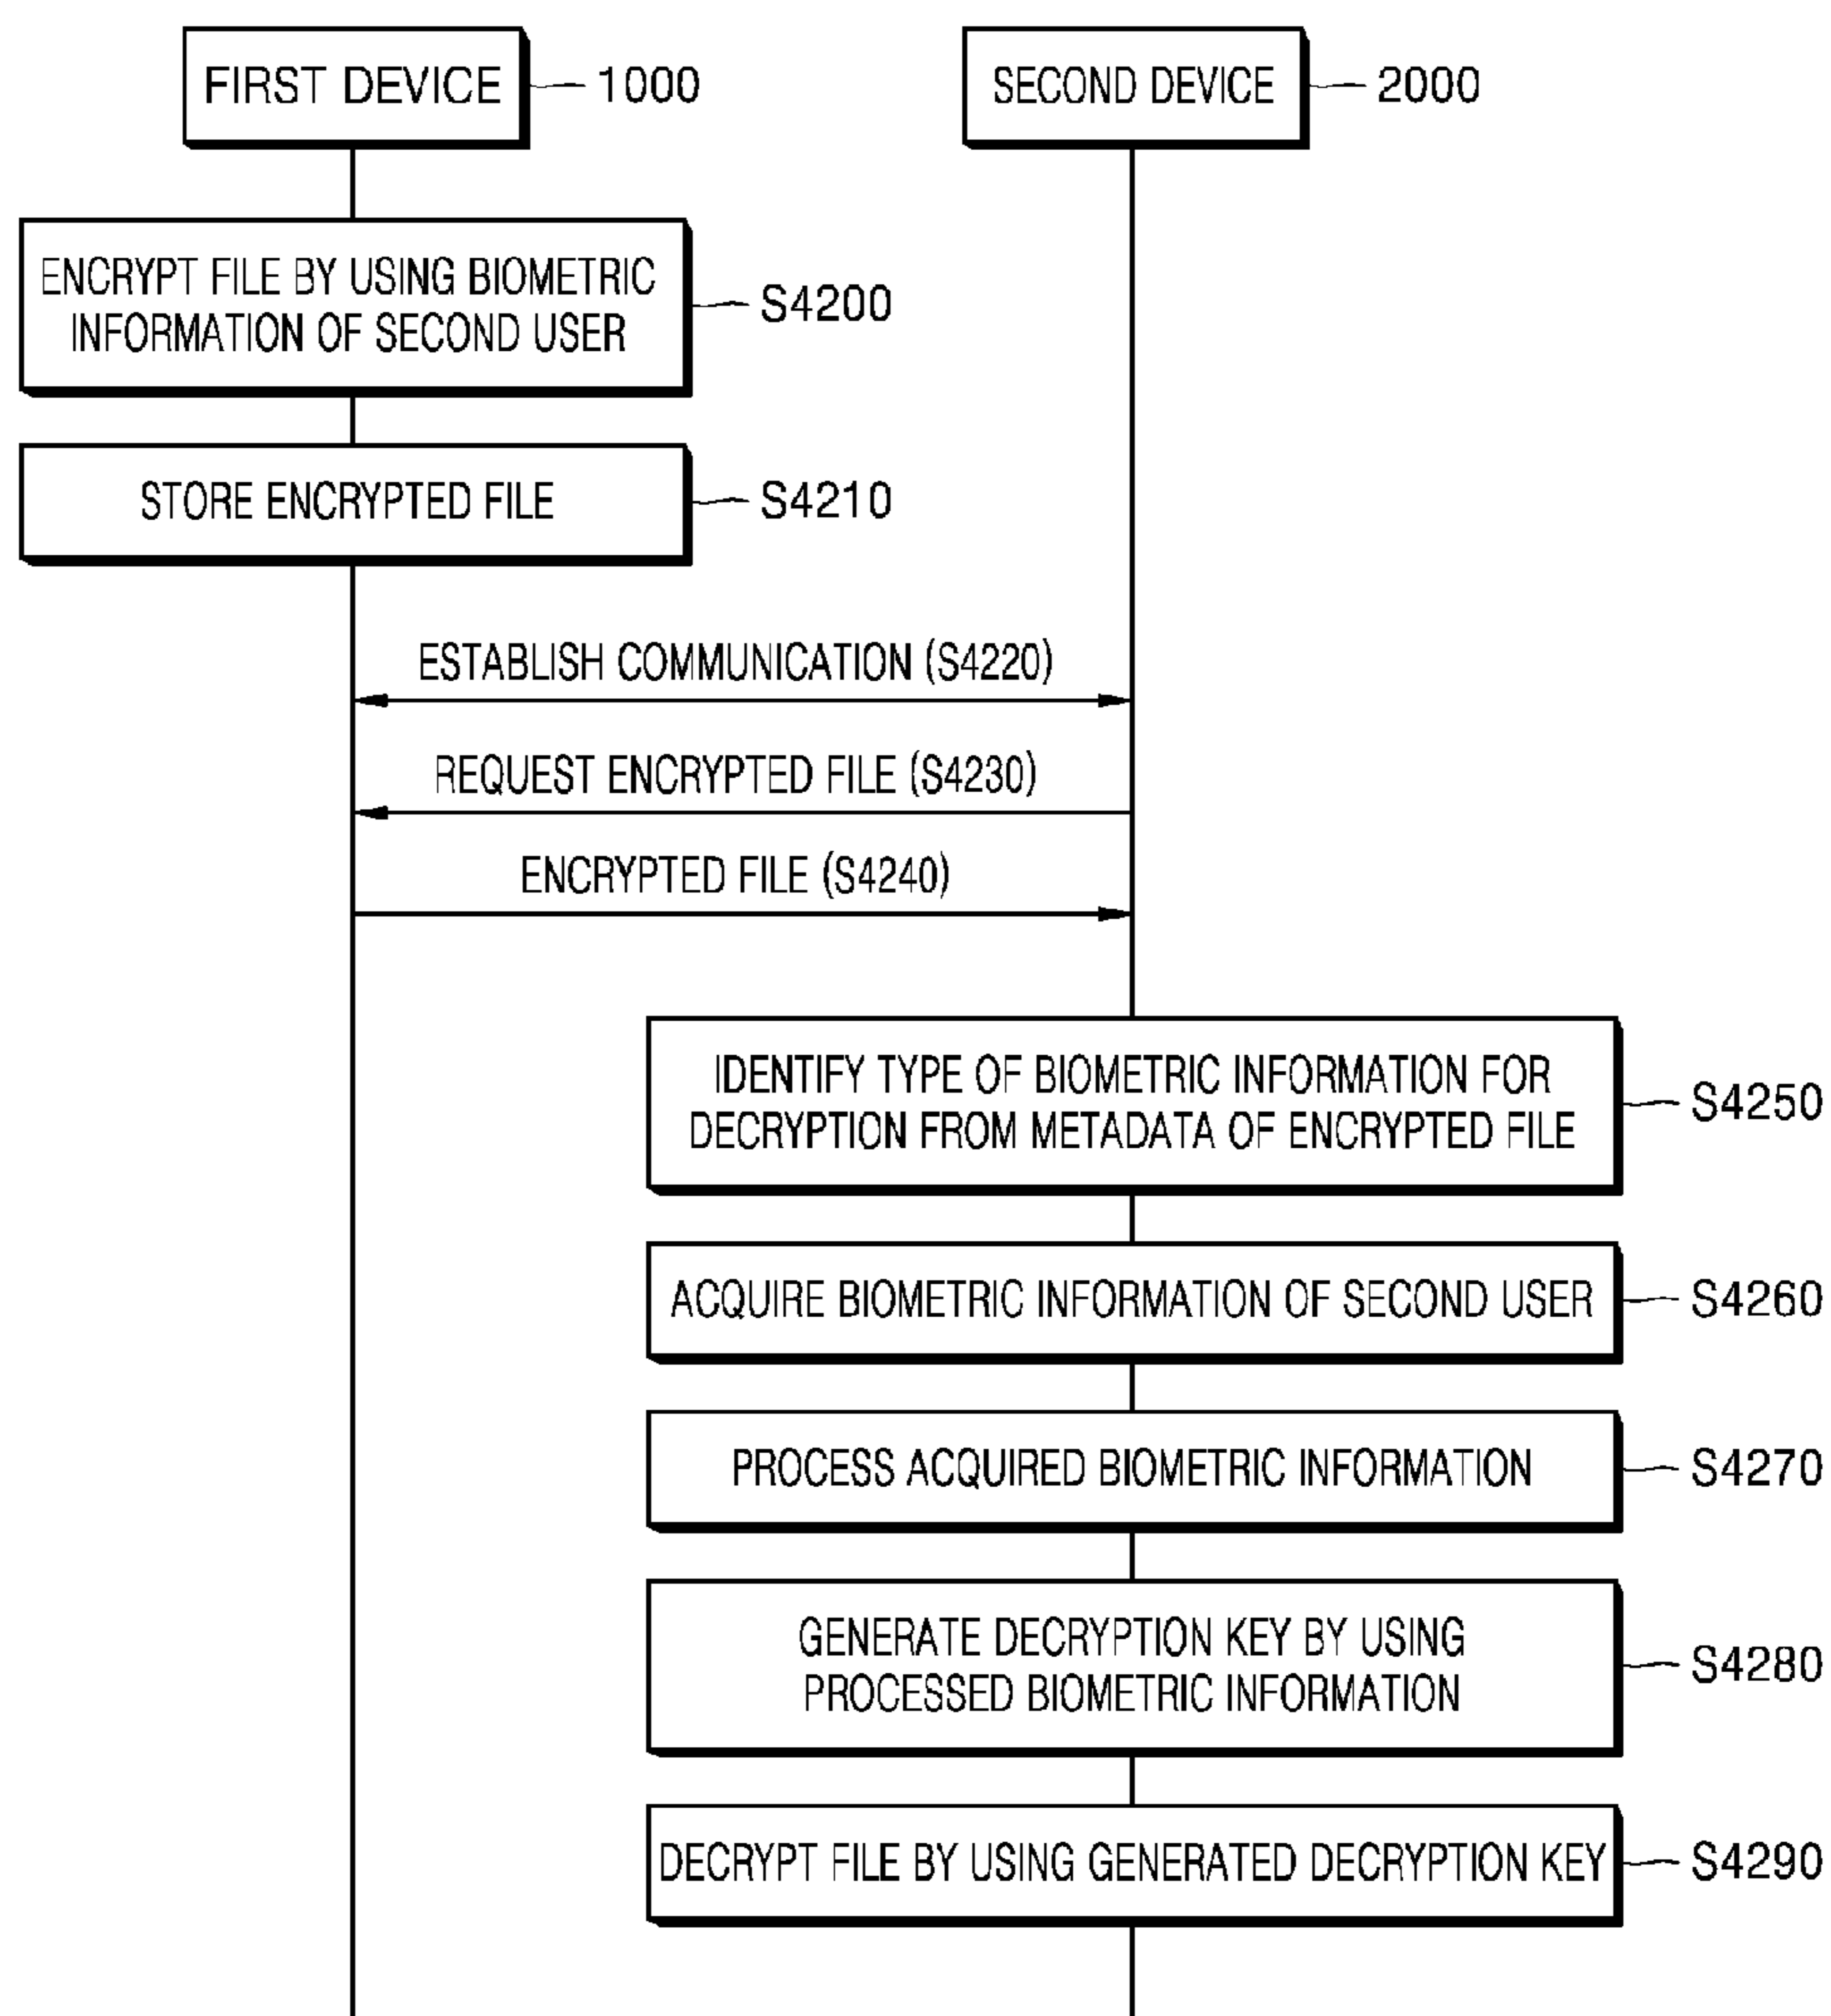 FIRST DEVICE
1000
SECOND DEVICE
2000
ENCRYPT FILE BY USING BIOMETRIC
INFORMATION OF SECOND USER
S4200
STORE ENCRYPTED FILE
S4210
ESTABLISH COMMUNICATION (S4220)
REQUEST ENCRYPTED FILE (S4230)
ENCRYPTED FILE (S4240)
IDENTIFY TYPE OF BIOMETRIC INFORMATION FOR
DECRYPTION FROM METADATA OF ENCRYPTED FILE
S4250
ACQUIRE BIOMETRIC INFORMATION OF SECOND USER
S4260
PROCESS ACQUIRED BIOMETRIC INFORMATION
S4270
GENERATE DECRYPTION KEY BY USING
PROCESSED BIOMETRIC INFORMATION
S4280
DECRYPT FILE BY USING GENERATED DECRYPTION KEY
S4290